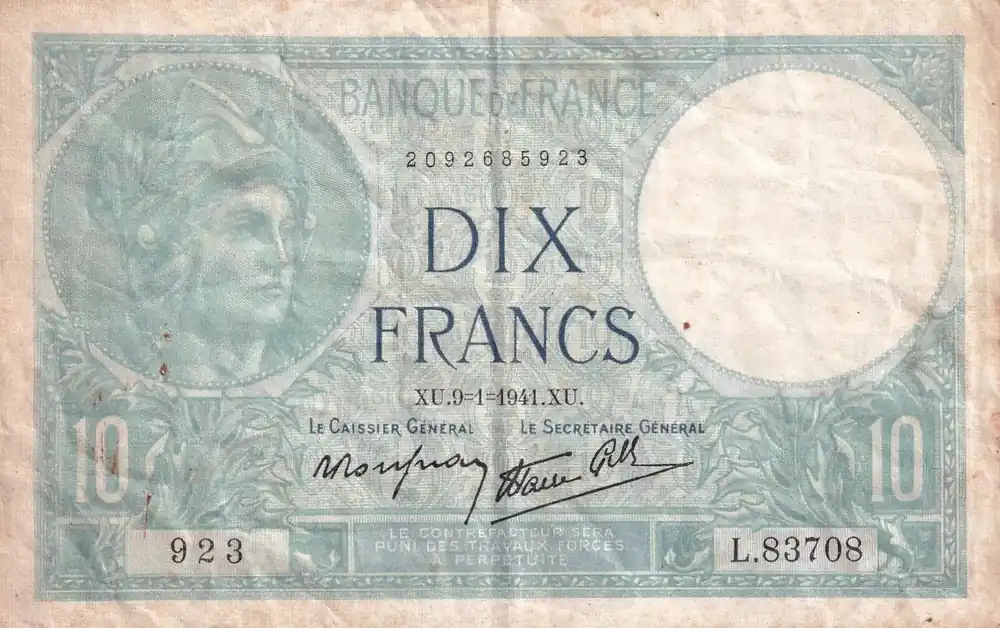 BANQUE DE FRANCE
2092685923
DIX
FRANCS
XU.9=1=1941.XU.
LE CAISSIER GÉNÉRAL LE SECRÉTAIRE GÉNÉRAL
10 10
LE CONTREFACTEUR SERA
PUNI DES TRAVAUX FORCÉS
À PERPÉTUITÉ
923 L.83708